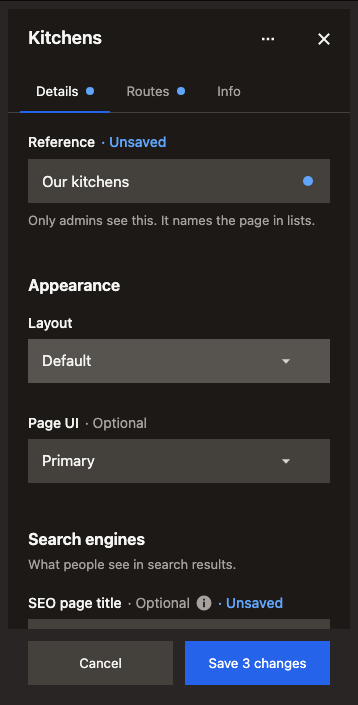 Kitchens
Details
Routes
Info
Reference · Unsaved
Our kitchens
Only admins see this. It names the page in lists.
Appearance
Layout
Default
Page UI · Optional
Primary
Search engines
What people see in search results.
SEO page title · Optional · Unsaved
Cancel
Save 3 changes